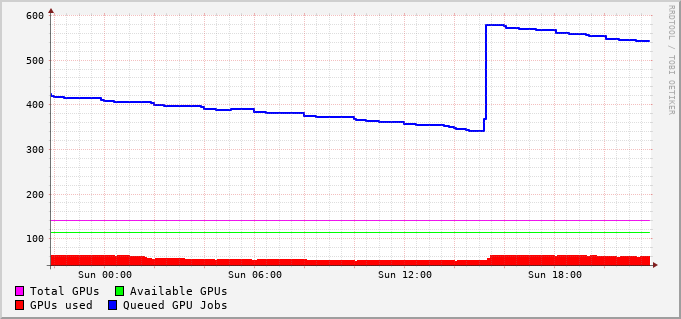 600
500
400
300
200
100
Sun 00:00 Sun 06:00 Sun 12:00 Sun 18:00
Total GPUs Available GPUs
GPUs used Queued GPU Jobs
RRDTOOL / TOBI OETIKER